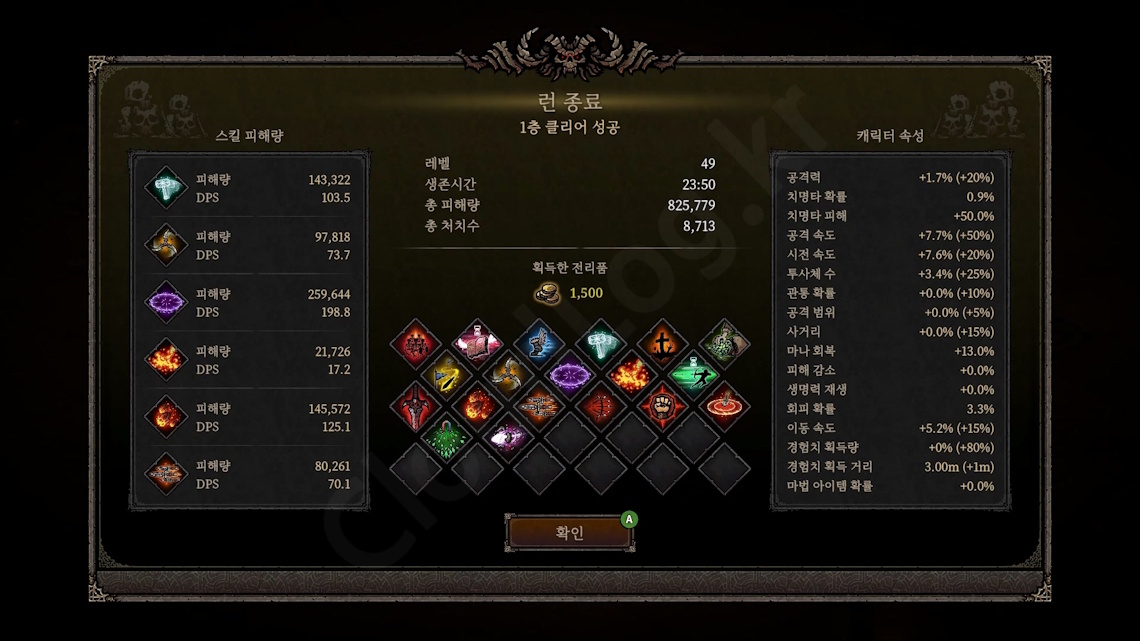 런 종료
1층 클리어 성공
스킬 피해량
피해량 143,322
DPS 103.5
피해량 97,818
DPS 73.7
피해량 259,644
DPS 198.8
피해량 21,726
DPS 17.2
피해량 145,572
DPS 125.1
피해량 80,261
DPS 70.1
레벨 49
생존시간 23:50
총 피해량 825,779
총 처치수 8,713
획득한 전리품
1,500
확인
A
캐릭터 속성
공격력 +1.7% (+20%)
치명타 확률 0.9%
치명타 피해 +50.0%
공격 속도 +7.7% (+50%)
시전 속도 +7.6% (+20%)
투사체 수 +3.4% (+25%)
관통 확률 +0.0% (+10%)
공격 범위 +0.0% (+5%)
사거리 +0.0% (+15%)
마나 회복 +13.0%
피해 감소 +0.0%
생명력 재생 +0.0%
회피 확률 3.3%
이동 속도 +5.2% (+15%)
경험치 획득량 +0% (+80%)
경험치 획득 거리 3.00m (+1m)
마법 아이템 확률 +0.0%